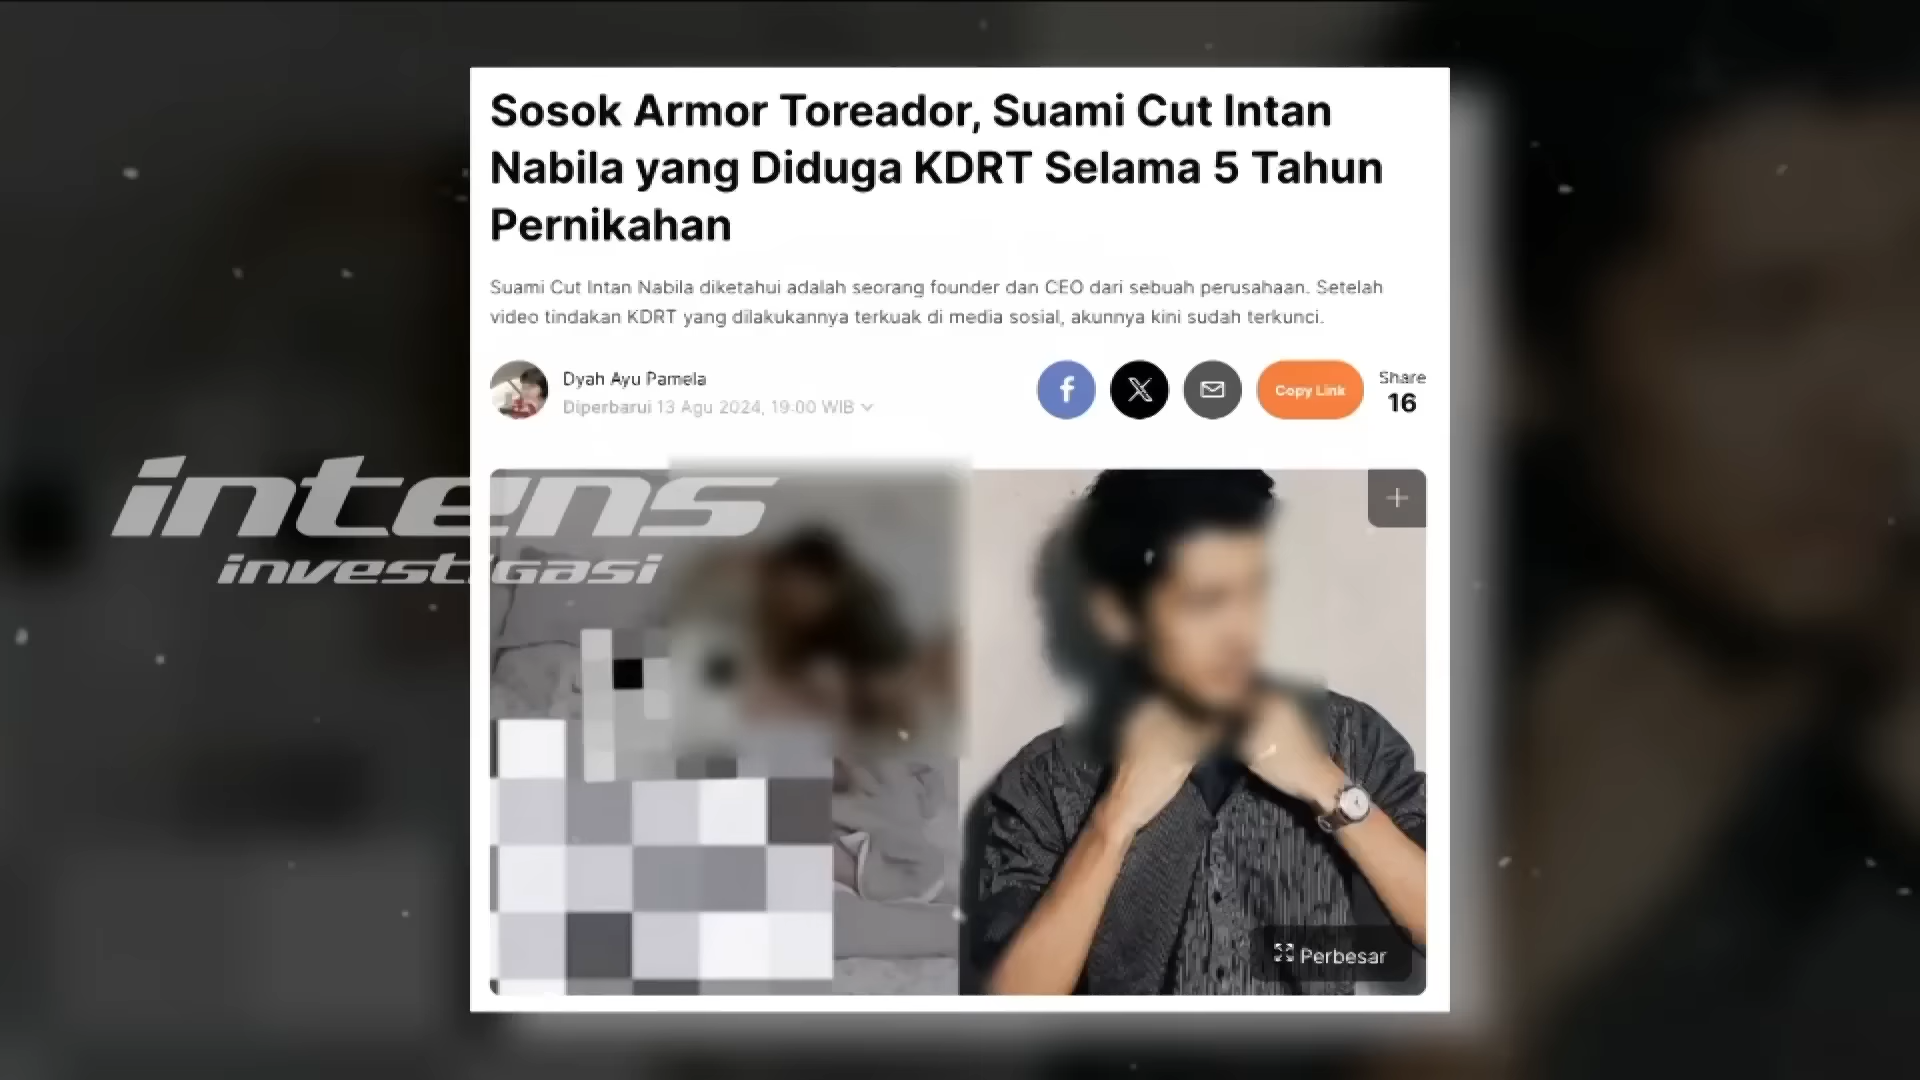 Sosok Armor Toreador, Suami Cut Intan
Nabila yang Diduga KDRT Selama 5 Tahun
Pernikahan
Suami Cut Intan Nabila diketahui adalah seorang founder dan CEO dari sebuah perusahaan. Setelah
video tindakan KDRT yang dilakukannya terkuak di media sosial, akunnya kini sudah terkunci.
Dyah Ayu Pamela
Diperbarui 13 Agu 2024, 19:00 WIB
Copy Link
Share
16
intens
investigasi
Perbesar